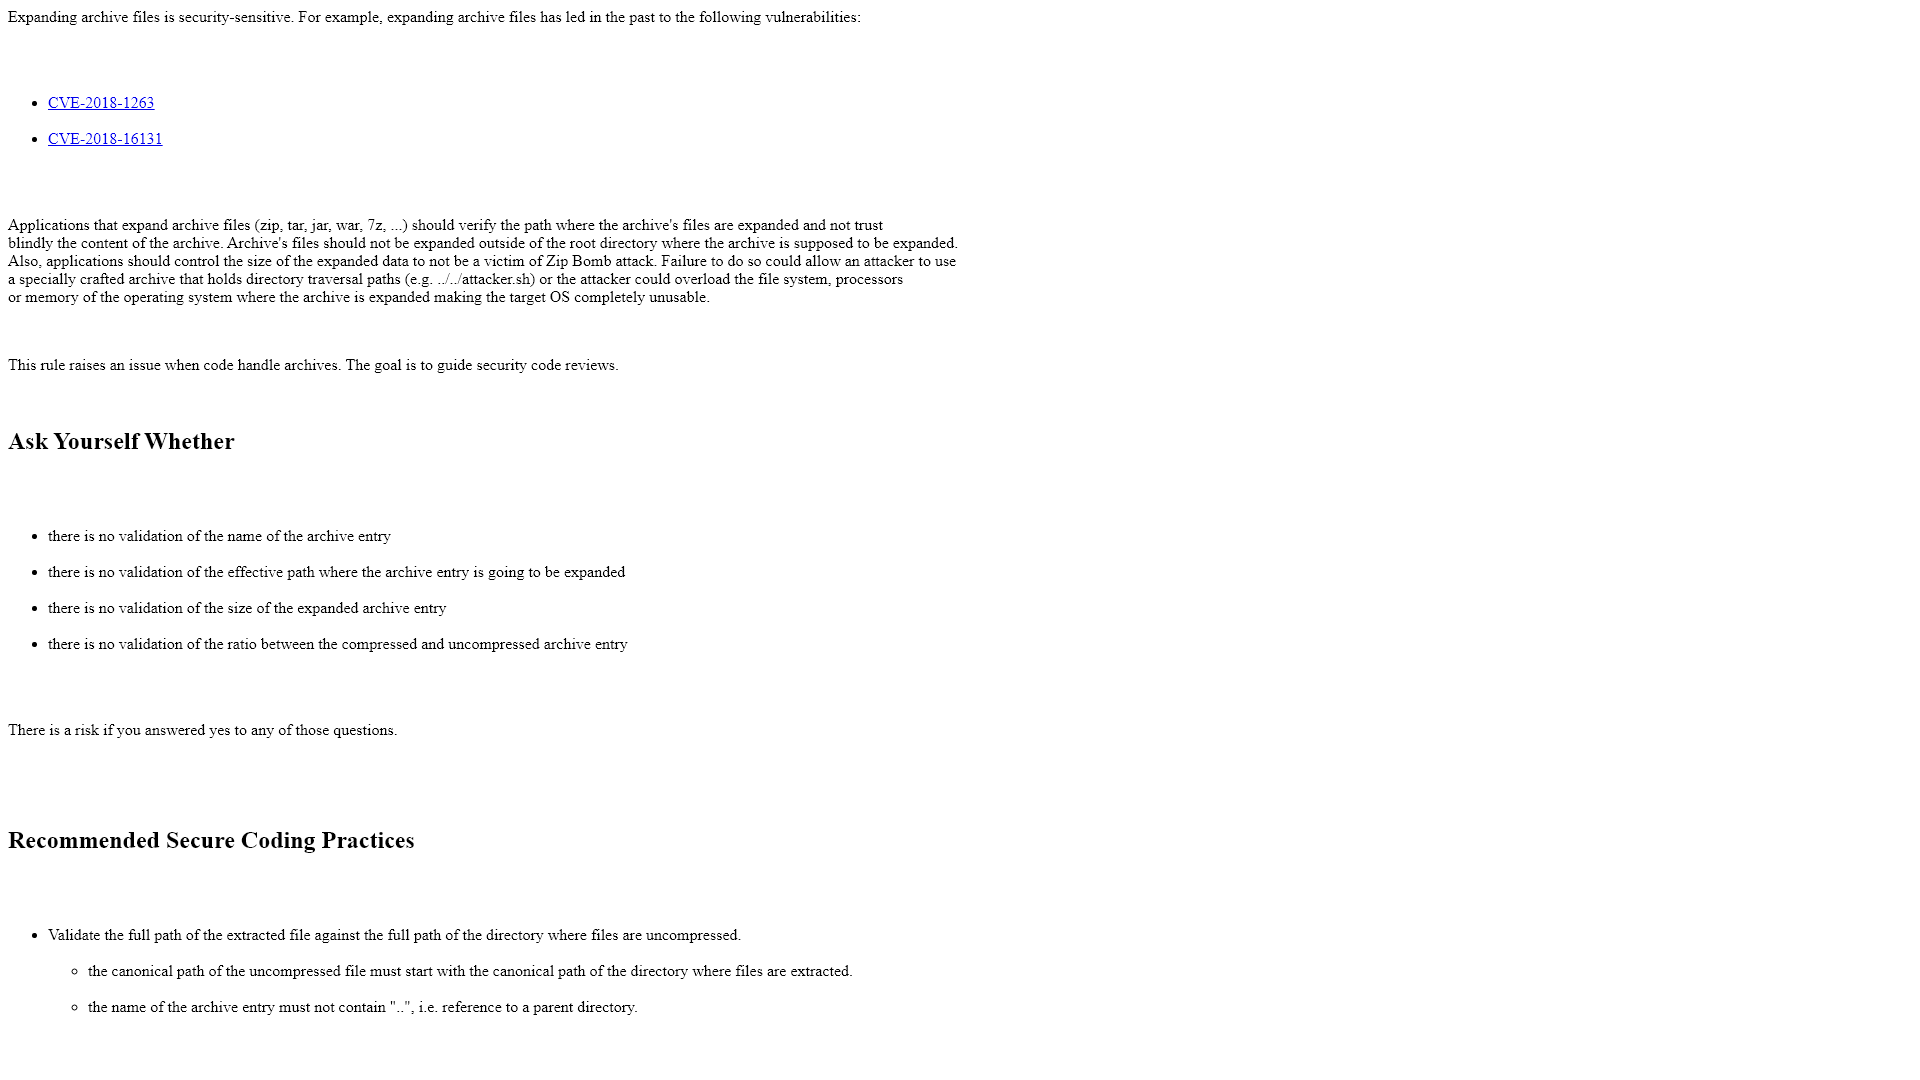 Expanding archive files is security-sensitive. For example, expanding archive files has led in the past to the following vulnerabilities:
CVE-2018-1263
CVE-2018-16131
Applications that expand archive files (zip, tar, jar, war, 7z, ...) should verify the path where the archive's files are expanded and not trust
blindly the content of the archive. Archive's files should not be expanded outside of the root directory where the archive is supposed to be expanded.
Also, applications should control the size of the expanded data to not be a victim of Zip Bomb attack. Failure to do so could allow an attacker to use
a specially crafted archive that holds directory traversal paths (e.g. ../../attacker.sh) or the attacker could overload the file system, processors
or memory of the operating system where the archive is expanded making the target OS completely unusable.
This rule raises an issue when code handle archives. The goal is to guide security code reviews.
Ask Yourself Whether
there is no validation of the name of the archive entry
there is no validation of the effective path where the archive entry is going to be expanded
there is no validation of the size of the expanded archive entry
there is no validation of the ratio between the compressed and uncompressed archive entry
There is a risk if you answered yes to any of those questions.
Recommended Secure Coding Practices
Validate the full path of the extracted file against the full path of the directory where files are uncompressed.
the canonical path of the uncompressed file must start with the canonical path of the directory where files are extracted.
the name of the archive entry must not contain "..", i.e. reference to a parent directory.